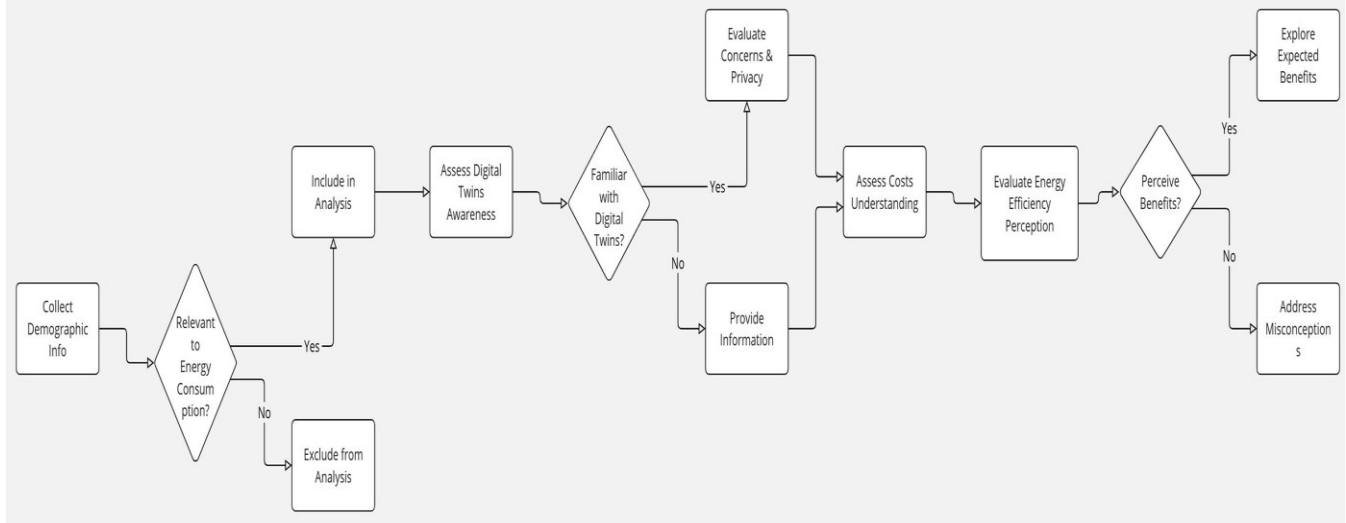 Collect
Demographic
Info
Relevant
to
Energy
Consum
ption?
Yes
No
Include in
Analysis
Exclude from
Analysis
Assess Digital
Twins
Awareness
Familiar
with
Digital
Twins?
Yes
No
Evaluate
Concerns &
Privacy
Provide
Information
Assess Costs
Understanding
Evaluate Energy
Efficiency
Perception
Perceive
Benefits?
Yes
No
Explore
Expected
Benefits
Address
Misconception
s